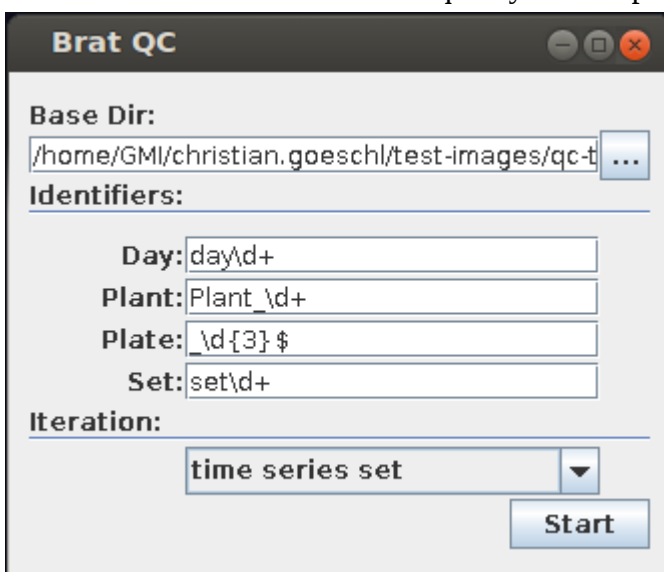 Brat QC
Base Dir:
/home/GMI/christian.goeschl/test-images/qc-t ...
Identifiers:
Day: day\d+
Plant: Plant_\d+
Plate: _\d{3}$
Set: set\d+
Iteration:
time series set
Start